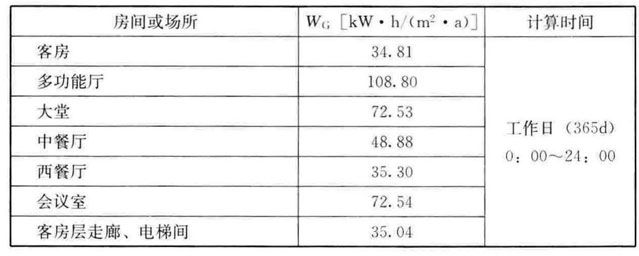 房间或场所 WG [kW·h/(m²·a)] 计算时间
客房 34.81
多功能厅 108.80
大堂 72.53
中餐厅 48.88
西餐厅 35.30
会议室 72.54
客房层走廊、电梯间 35.04
工作日（365d）
0：00～24：00